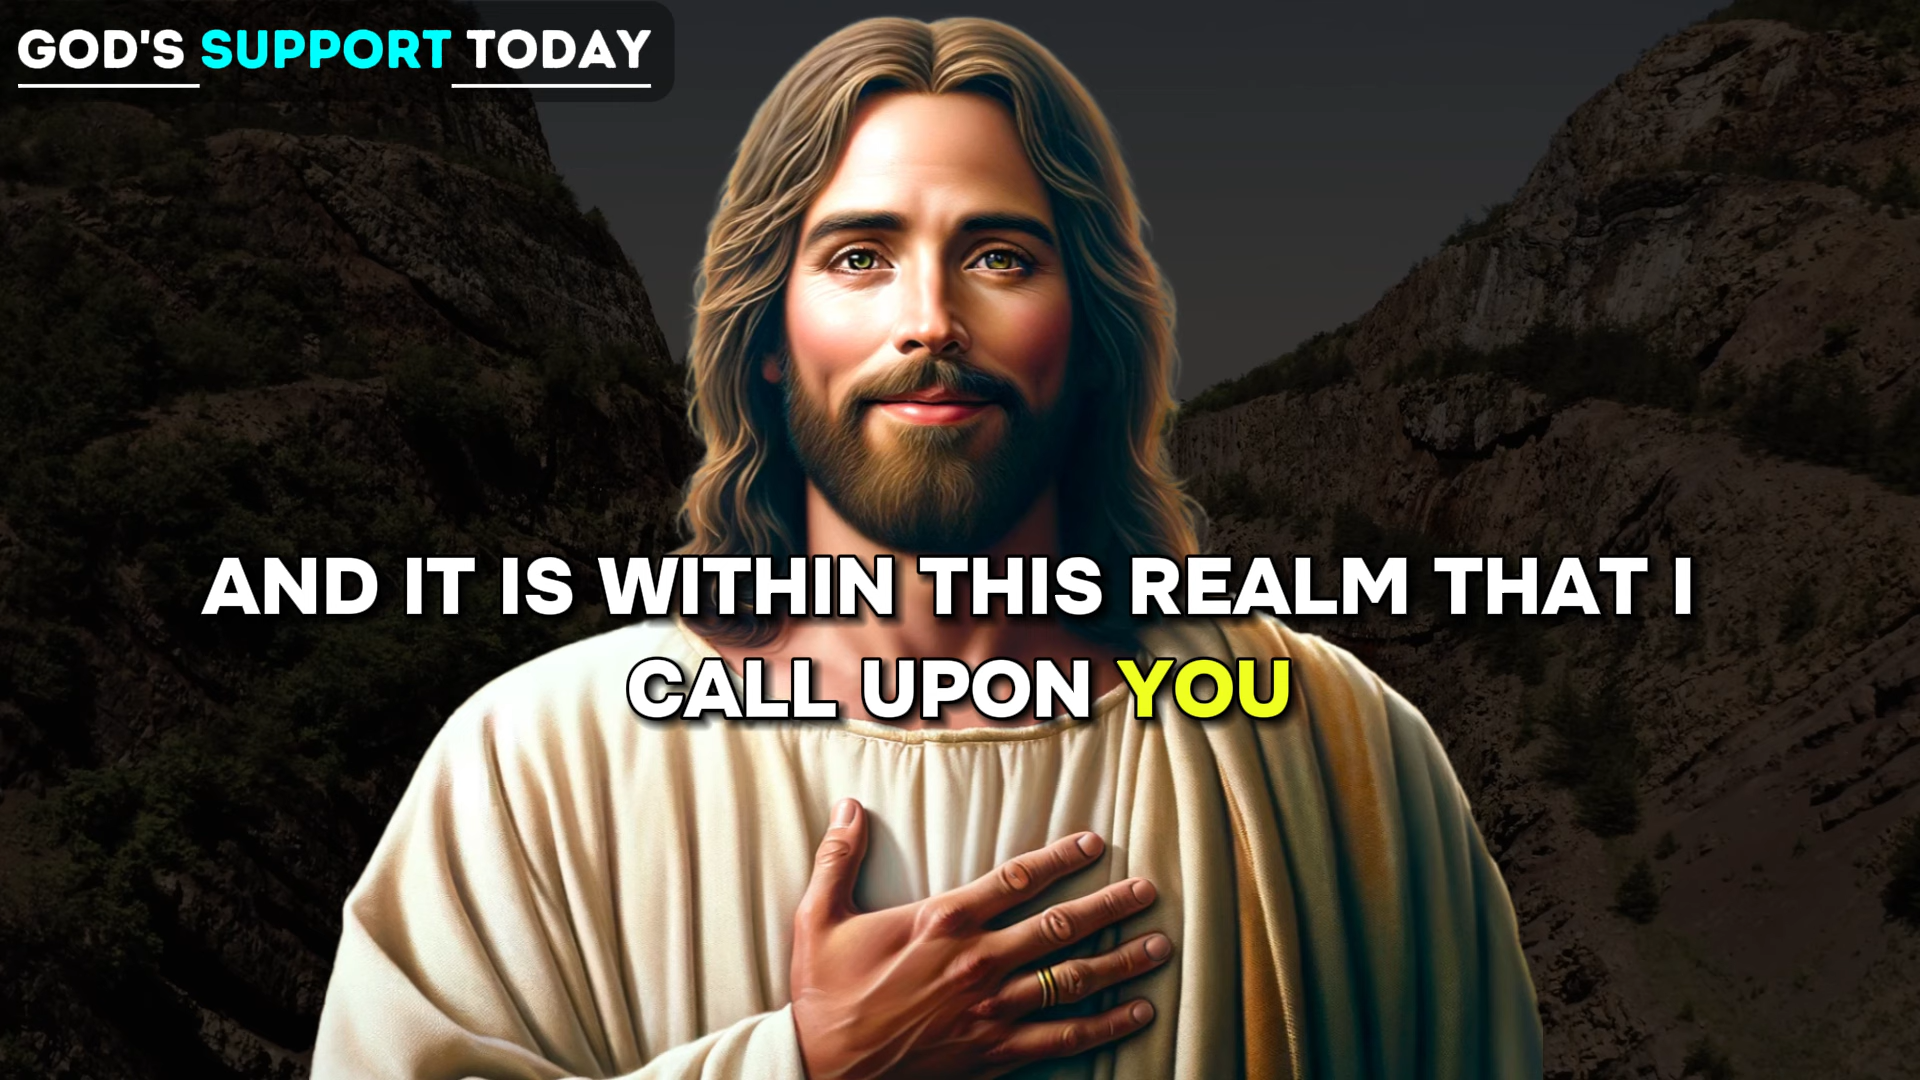 GOD'S SUPPORT TODAY
AND IT IS WITHIN THIS REALM THAT I
CALL UPON YOU